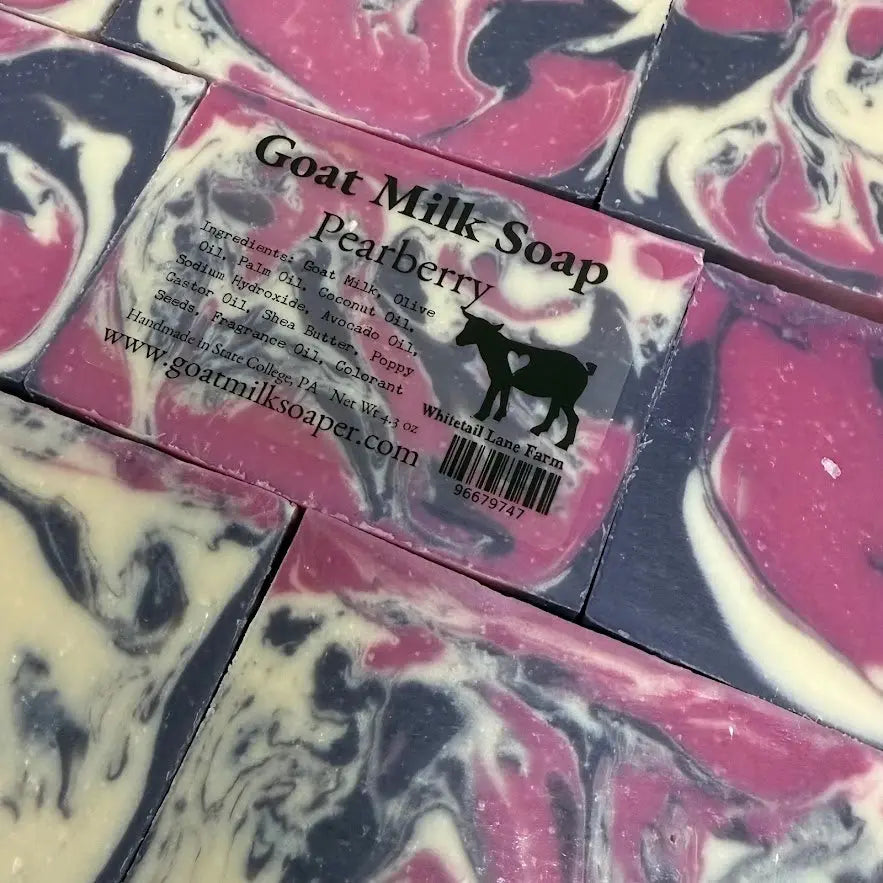 Goat Milk Soap
Pearberry
Ingredients: Goat Milk, Olive
Oil, Palm Oil, Coconut Oil,
Sodium Hydroxide, Avocado Oil,
Castor Oil, Shea Butter, Poppy
Seeds, Fragrance Oil, Colorant
Handmade in State College, PA Net Wt 4.3 oz
www.goatmilksoaper.com
Whitetail Lane Farm
96679747